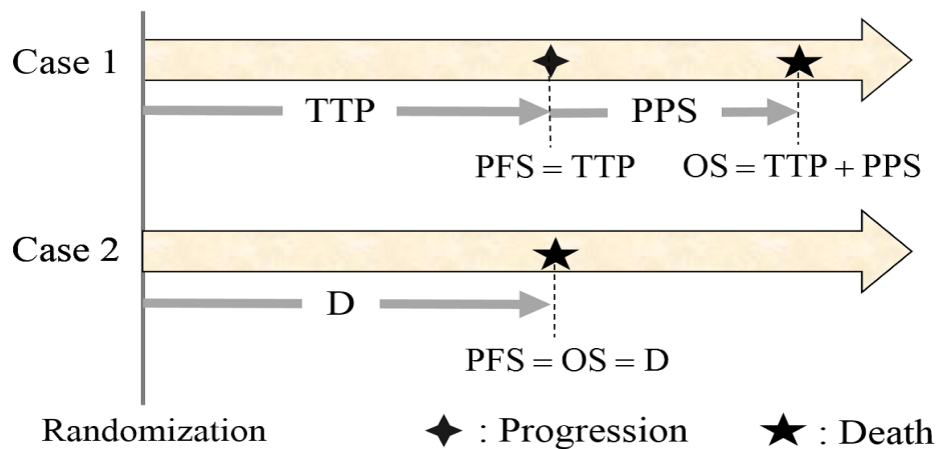 Case 1
TTP PPS
PFS = TTP OS = TTP + PPS
Case 2
D
PFS = OS = D
Randomization : Progression : Death